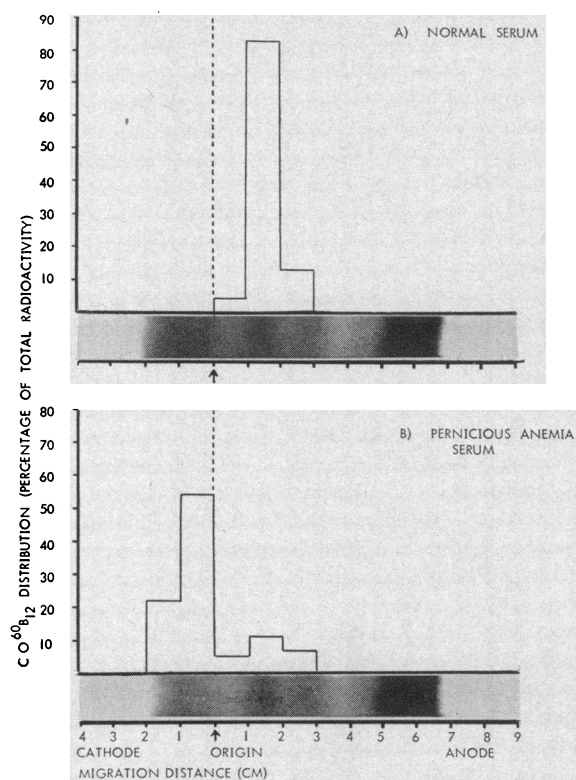 90
80
70
60
50
40
30
20
10
A) NORMAL SERUM
CO60B12 DISTRIBUTION (PERCENTAGE OF TOTAL RADIOACTIVITY)
80
70
60
50
40
30
20
10
B) PERNICIOUS ANEMIA
SERUM
4 3 2 1 1 2 3 4 5 6 7 8 9
CATHODE ORIGIN ANODE
MIGRATION DISTANCE (CM)